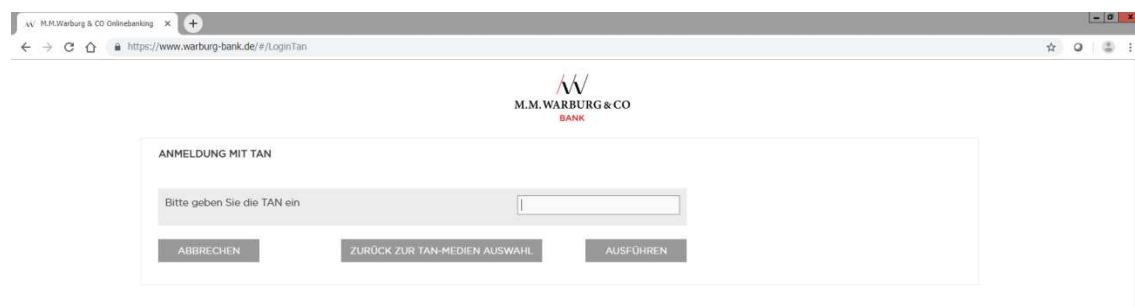 M.M.Warburg & CO Onlinebanking
https://www.warburg-bank.de/#/LoginTan
M.M.WARBURG & CO
BANK
ANMELDUNG MIT TAN
Bitte geben Sie die TAN ein
ABBRECHEN ZURÜCK ZUR TAN-MEDIEN AUSWAHL AUSFÜHREN